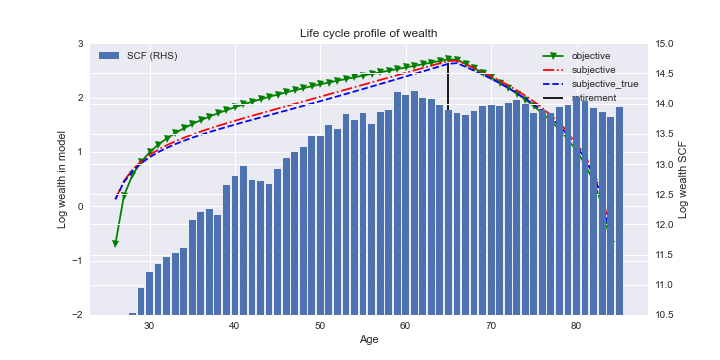 Life cycle profile of wealth
SCF (RHS)
objective
subjective
subjective_true
retirement
3
2
1
0
−1
−2
Log wealth in model
15.0
14.5
14.0
13.5
13.0
12.5
12.0
11.5
11.0
10.5
Log wealth SCF
30 40 50 60 70 80
Age